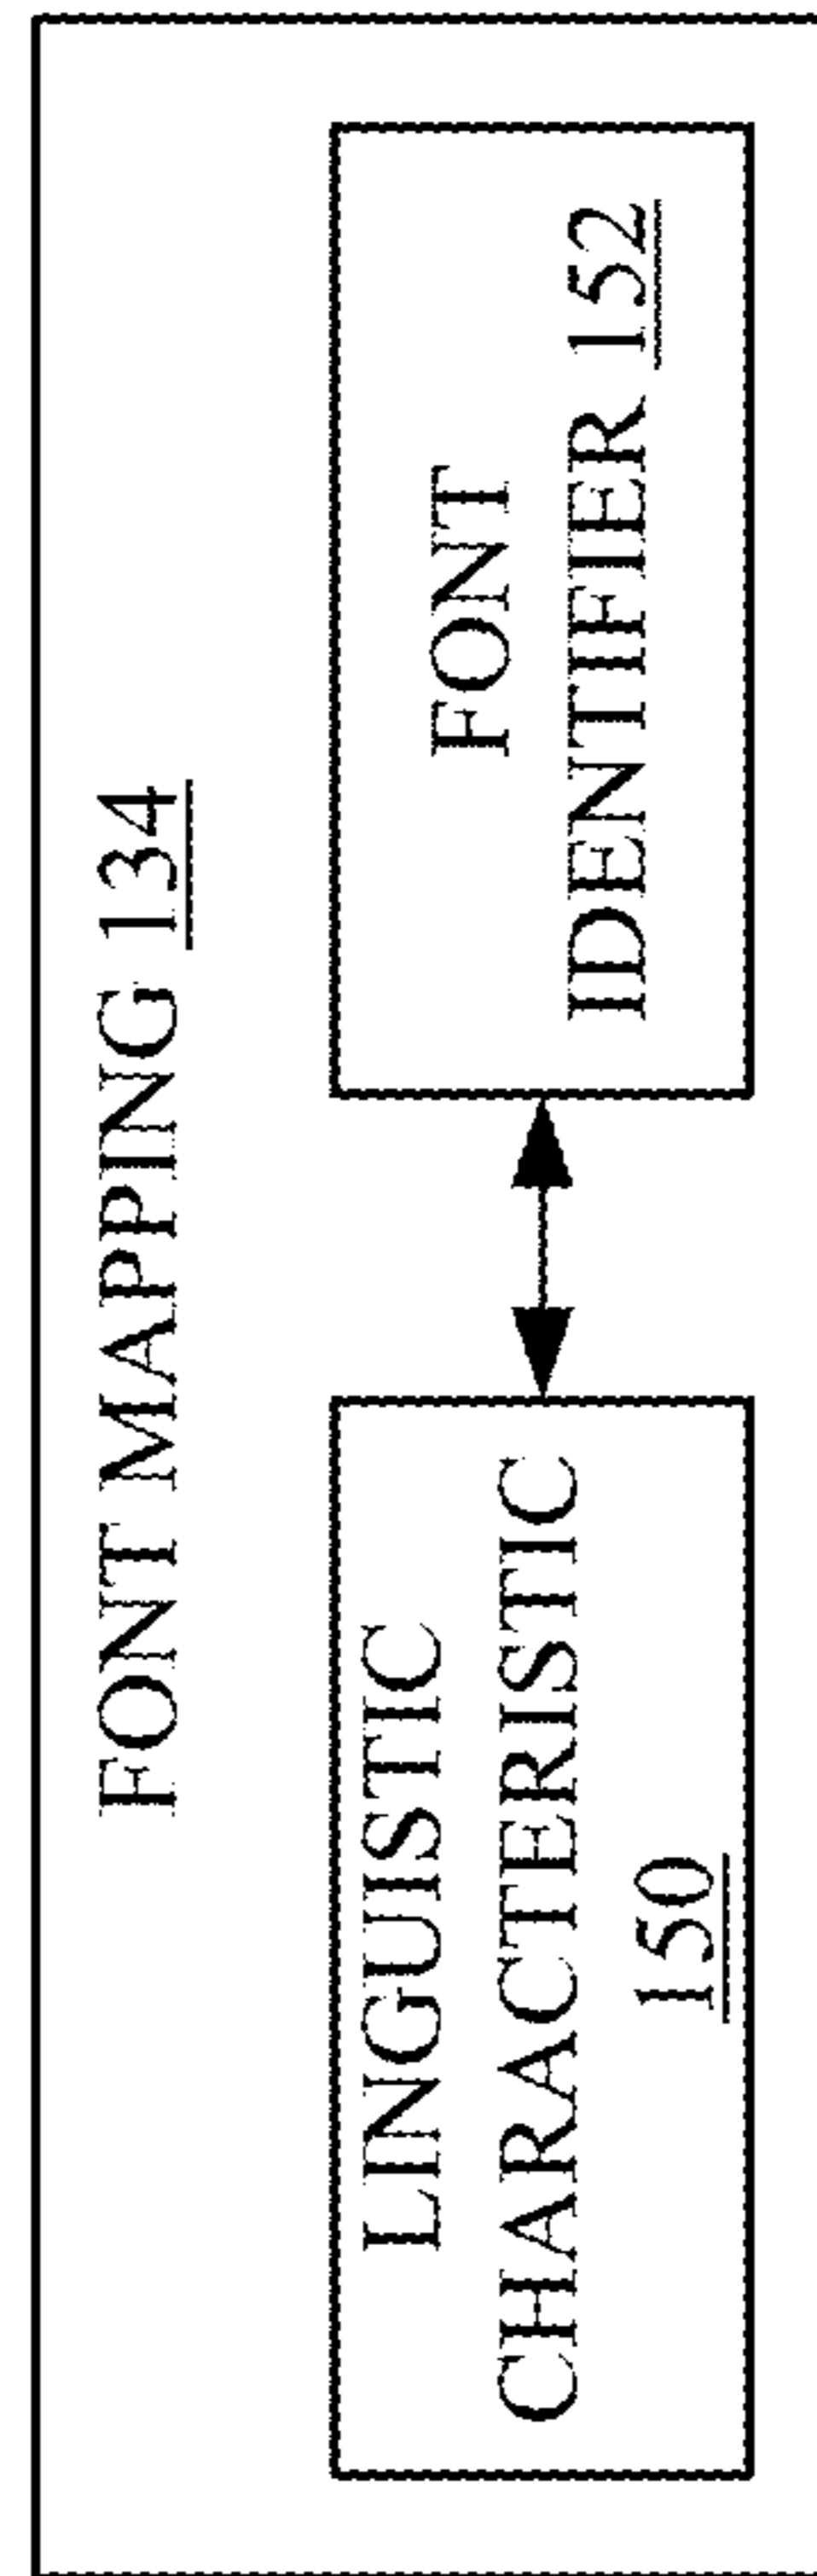 FONT MAPPING 134
LINGUISTIC
CHARACTERISTIC
150
FONT
IDENTIFIER 152